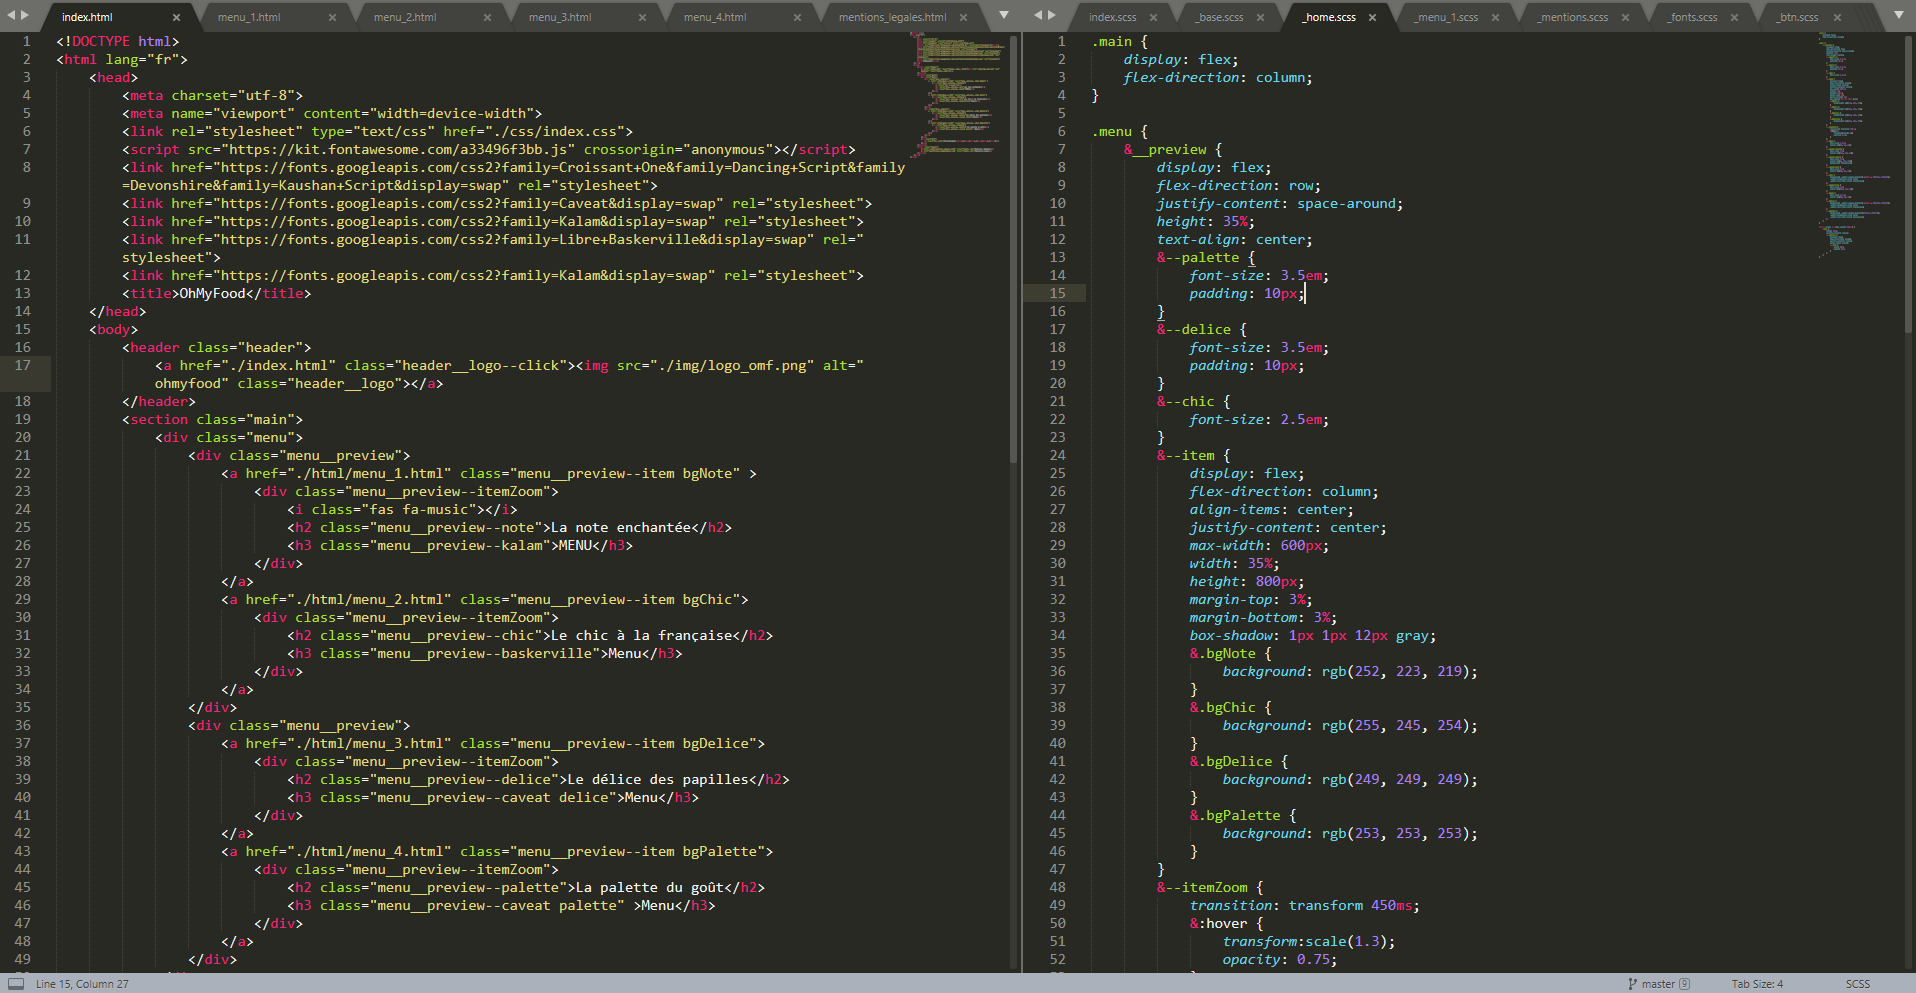 index.html × menu_1.html × menu_2.html × menu_3.html × menu_4.html × mentions_legales.html ×
1 <!DOCTYPE html>
2 <html lang="fr">
3 <head>
4 <meta charset="utf-8">
5 <meta name="viewport" content="width=device-width">
6 <link rel="stylesheet" type="text/css" href="./css/index.css">
7 <script src="https://kit.fontawesome.com/a33496f3bb.js" crossorigin="anonymous"></script>
8 <link href="https://fonts.googleapis.com/css2?family=Croissant+One&family=Dancing+Script&family
=Devonshire&family=Kaushan+Script&display=swap" rel="stylesheet">
9 <link href="https://fonts.googleapis.com/css2?family=Caveat&display=swap" rel="stylesheet">
10 <link href="https://fonts.googleapis.com/css2?family=Kalam&display=swap" rel="stylesheet">
11 <link href="https://fonts.googleapis.com/css2?family=Libre+Baskerville&display=swap" rel="
stylesheet">
12 <link href="https://fonts.googleapis.com/css2?family=Kalam&display=swap" rel="stylesheet">
13 <title>OhMyFood</title>
14 </head>
15 <body>
16 <header class="header">
17 <a href="./index.html" class="header__logo--click"><img src="./img/logo_omf.png" alt="
ohmyfood" class="header__logo"></a>
18 </header>
19 <section class="main">
20 <div class="menu">
21 <div class="menu__preview">
22 <a href="./html/menu_1.html" class="menu__preview--item bgNote" >
23 <div class="menu__preview--itemZoom">
24 <i class="fas fa-music"></i>
25 <h2 class="menu__preview--note">La note enchantée</h2>
26 <h3 class="menu__preview--kalam">MENU</h3>
27 </div>
28 </a>
29 <a href="./html/menu_2.html" class="menu__preview--item bgChic">
30 <div class="menu__preview--itemZoom">
31 <h2 class="menu__preview--chic">Le chic à la française</h2>
32 <h3 class="menu__preview--baskerville">Menu</h3>
33 </div>
34 </a>
35 </div>
36 <div class="menu__preview">
37 <a href="./html/menu_3.html" class="menu__preview--item bgDelice">
38 <div class="menu__preview--itemZoom">
39 <h2 class="menu__preview--delice">Le délice des papilles</h2>
40 <h3 class="menu__preview--caveat delice">Menu</h3>
41 </div>
42 </a>
43 <a href="./html/menu_4.html" class="menu__preview--item bgPalette">
44 <div class="menu__preview--itemZoom">
45 <h2 class="menu__preview--palette">La palette du goût</h2>
46 <h3 class="menu__preview--caveat palette" >Menu</h3>
47 </div>
48 </a>
49 </div>
index.scss × _base.scss × _home.scss × _menu_1.scss × _mentions.scss × _fonts.scss × _btn.scss ×
1 .main {
2 display: flex;
3 flex-direction: column;
4 }
5
6 .menu {
7 &__preview {
8 display: flex;
9 flex-direction: row;
10 justify-content: space-around;
11 height: 35%;
12 text-align: center;
13 &--palette {
14 font-size: 3.5em;
15 padding: 10px;
16 }
17 &--delice {
18 font-size: 3.5em;
19 padding: 10px;
20 }
21 &--chic {
22 font-size: 2.5em;
23 }
24 &--item {
25 display: flex;
26 flex-direction: column;
27 align-items: center;
28 justify-content: center;
29 max-width: 600px;
30 width: 35%;
31 height: 800px;
32 margin-top: 3%;
33 margin-bottom: 3%;
34 box-shadow: 1px 1px 12px gray;
35 &.bgNote {
36 background: rgb(252, 223, 219);
37 }
38 &.bgChic {
39 background: rgb(255, 245, 254);
40 }
41 &.bgDelice {
42 background: rgb(249, 249, 249);
43 }
44 &.bgPalette {
45 background: rgb(253, 253, 253);
46 }
47 }
48 &--itemZoom {
49 transition: transform 450ms;
50 &:hover {
51 transform:scale(1.3);
52 opacity: 0.75;
Line 15, Column 27
master 9
Tab Size: 4
SCSS